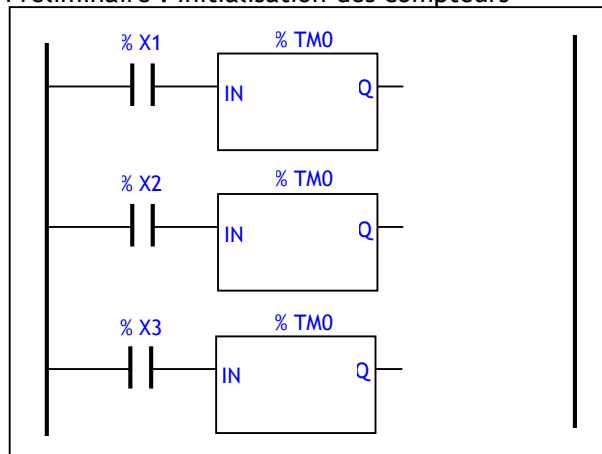 Préliminaire : Initialisation des compteurs
% X1
% TM0
IN
Q
% X2
% TM0
IN
Q
% X3
% TM0
IN
Q